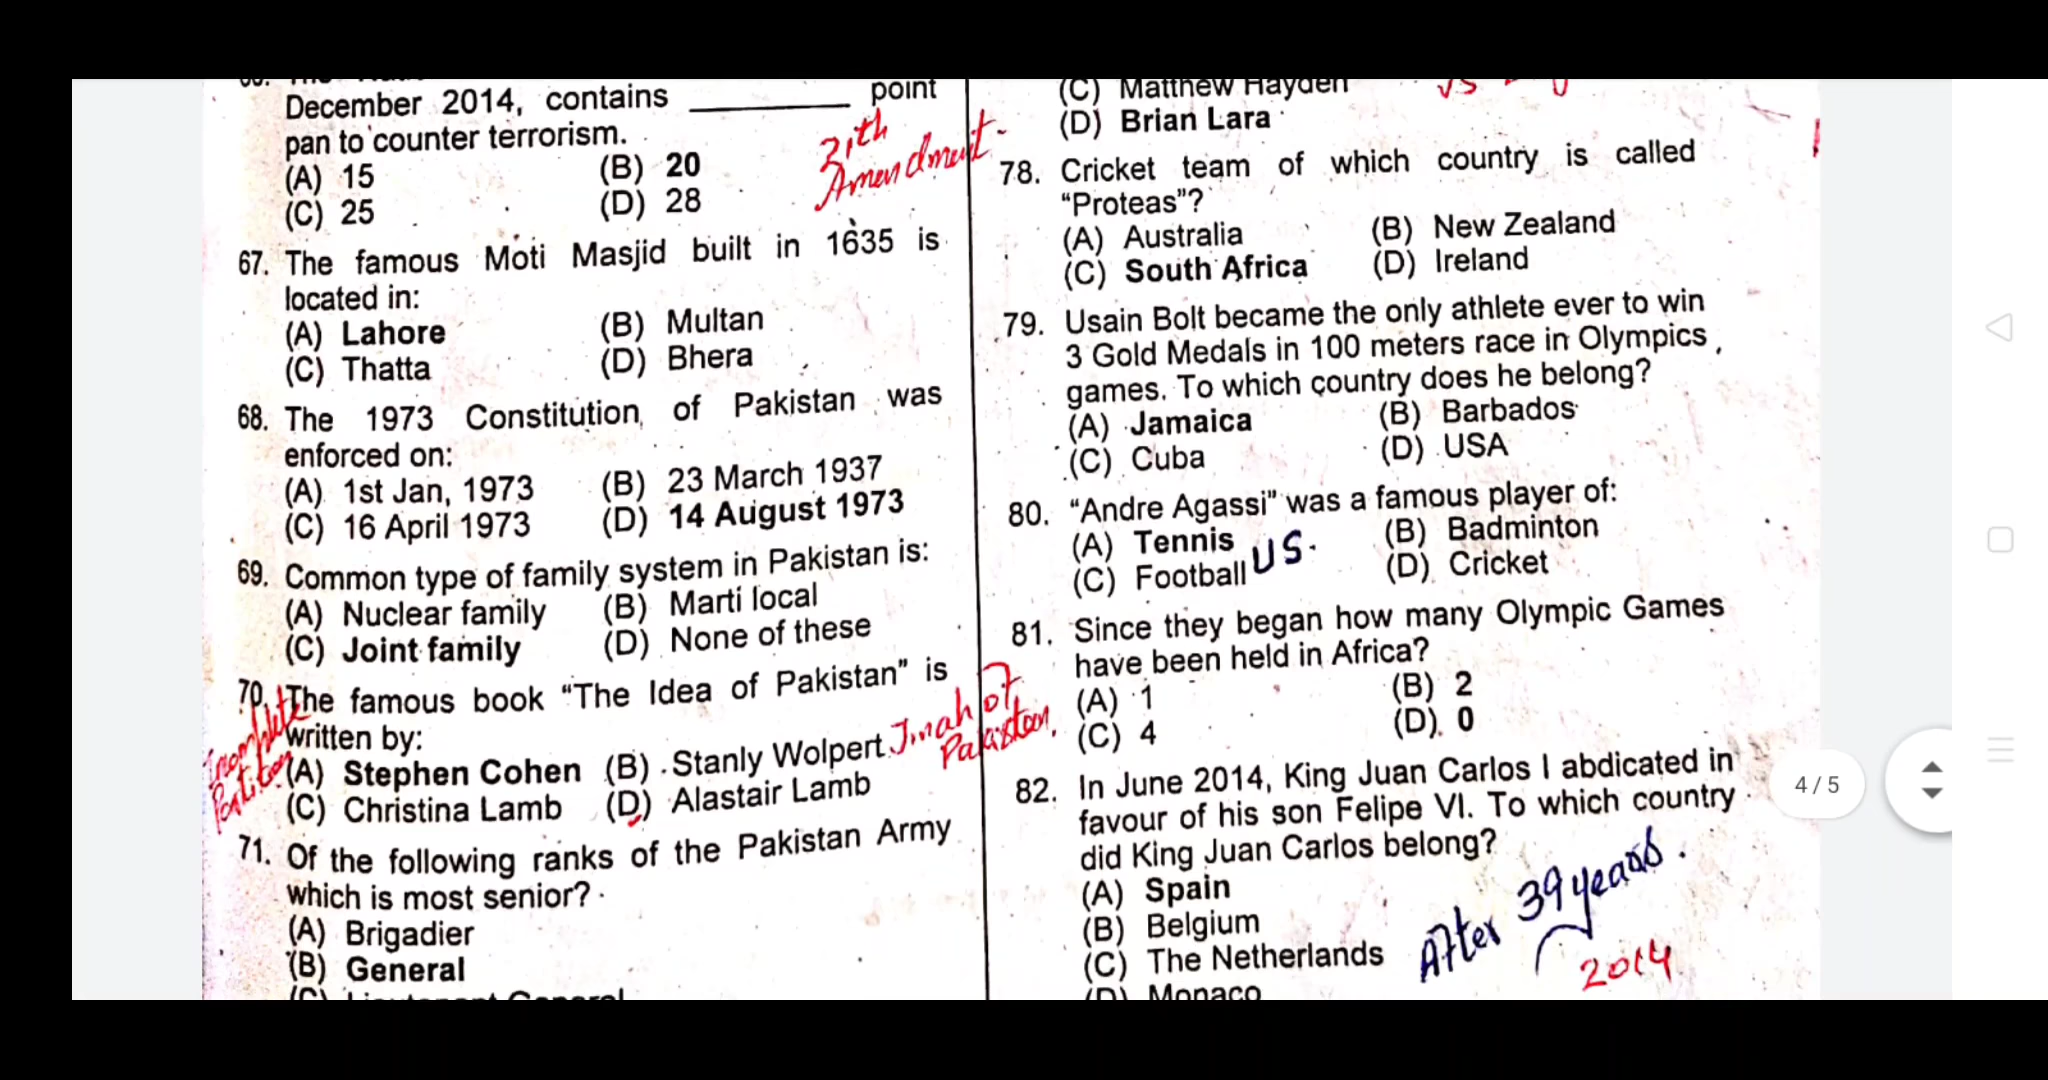 December 2014, contains __________ point
pan to counter terrorism.
(A) 15 (B) 20
(C) 25 (D) 28
31th
Amendment.
67. The famous Moti Masjid built in 1635 is
located in:
(A) Lahore (B) Multan
(C) Thatta (D) Bhera
68. The 1973 Constitution of Pakistan was
enforced on:
(A) 1st Jan, 1973 (B) 23 March 1937
(C) 16 April 1973 (D) 14 August 1973
69. Common type of family system in Pakistan is:
(A) Nuclear family (B) Marti local
(C) Joint family (D) None of these
70. The famous book "The Idea of Pakistan" is
written by:
(A) Stephen Cohen (B) Stanly Wolpert
(C) Christina Lamb (D) Alastair Lamb
Jinah of
Pakistan.
71. Of the following ranks of the Pakistan Army
which is most senior?
(A) Brigadier
(B) General
(C) Lieutenant General
(C) Matthew Hayden
(D) Brian Lara
78. Cricket team of which country is called
"Proteas"?
(A) Australia (B) New Zealand
(C) South Africa (D) Ireland
79. Usain Bolt became the only athlete ever to win
3 Gold Medals in 100 meters race in Olympics
games. To which country does he belong?
(A) Jamaica (B) Barbados
(C) Cuba (D) USA
80. "Andre Agassi" was a famous player of:
(A) Tennis (B) Badminton
(C) Football (D) Cricket
US.
81. Since they began how many Olympic Games
have been held in Africa?
(A) 1 (B) 2
(C) 4 (D) 0
82. In June 2014, King Juan Carlos I abdicated in
favour of his son Felipe VI. To which country
did King Juan Carlos belong?
(A) Spain
(B) Belgium
(C) The Netherlands
(D) Monaco
After 39 years.
2014
4/5